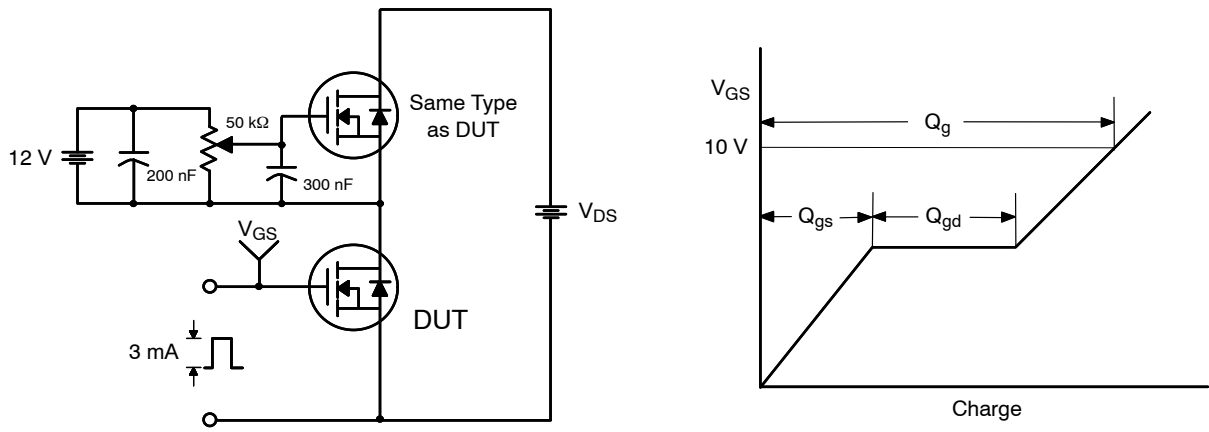 50 kΩ
Same Type
as DUT
12 V
200 nF
300 nF
V_DS
V_GS
DUT
3 mA
V_GS
Q_g
10 V
Q_gs
Q_gd
Charge